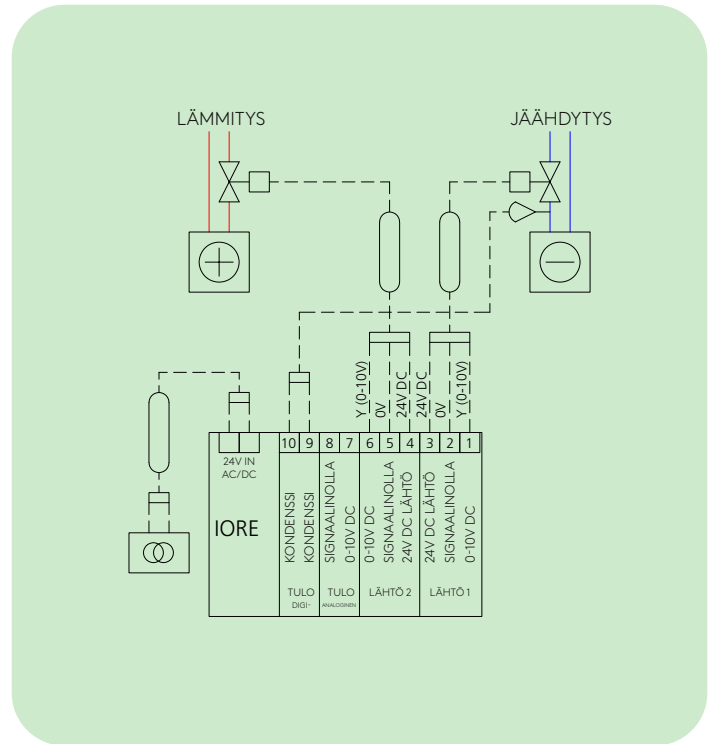 LÄMMITYS
JÄÄHDYTYS
Y (0-10V)
0V
24V DC
24V DC
0V
Y (0-10V)
24V IN
AC/DC
10
9
8
7
6
5
4
3
2
1
IORE
KONDENSSI
KONDENSSI
SIGNAALINOLLA
0-10V DC
0-10V DC
SIGNAALINOLLA
24V DC LÄHTÖ
24V DC LÄHTÖ
SIGNAALINOLLA
0-10V DC
TULO
DIGI-
TULO
ANALOGINEN
LÄHTÖ 2
LÄHTÖ 1